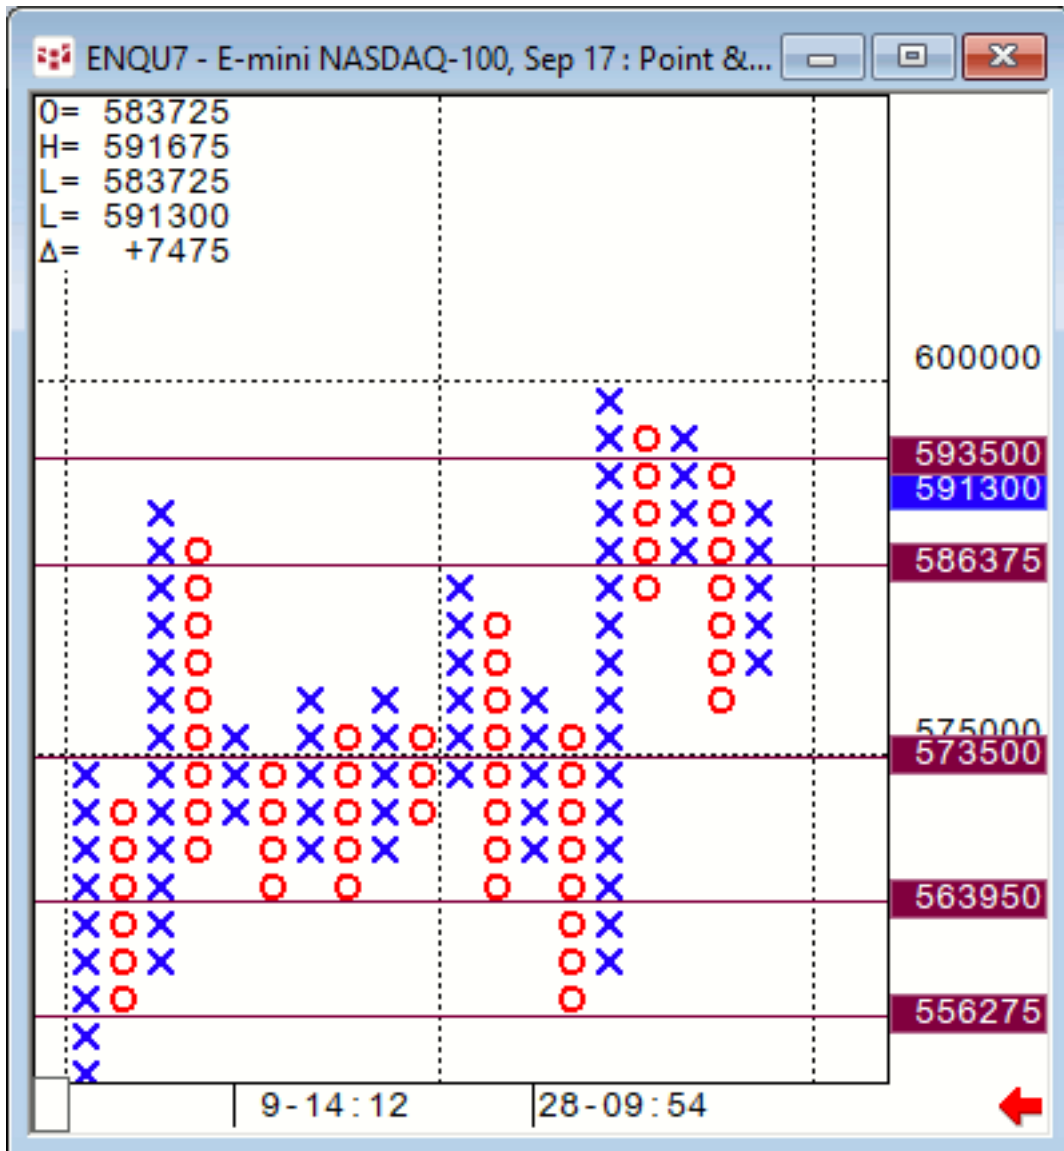 ENQU7 - E-mini NASDAQ-100, Sep 17 : Point &...
O= 583725
H= 591675
L= 583725
L= 591300
Δ= +7475
600000
593500
591300
586375
575000
573500
563950
556275
9-14:12
28-09:54